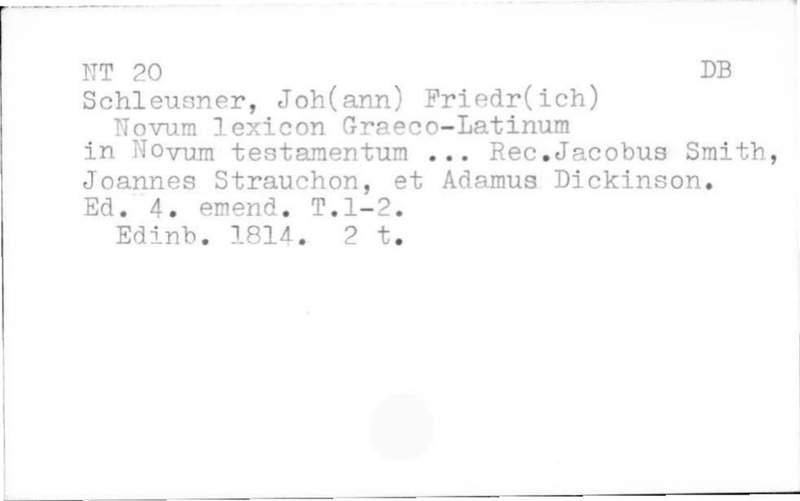 NT 20 DB
Schleusner, Joh(ann) Friedr(ich)
Novum lexicon Graeco-Latinum
in Novum testamentum ... Rec.Jacobus Smith,
Joannes Strauchon, et Adamus Dickinson.
Ed. 4. emend. T.1-2.
Edinb. 1814. 2 t.